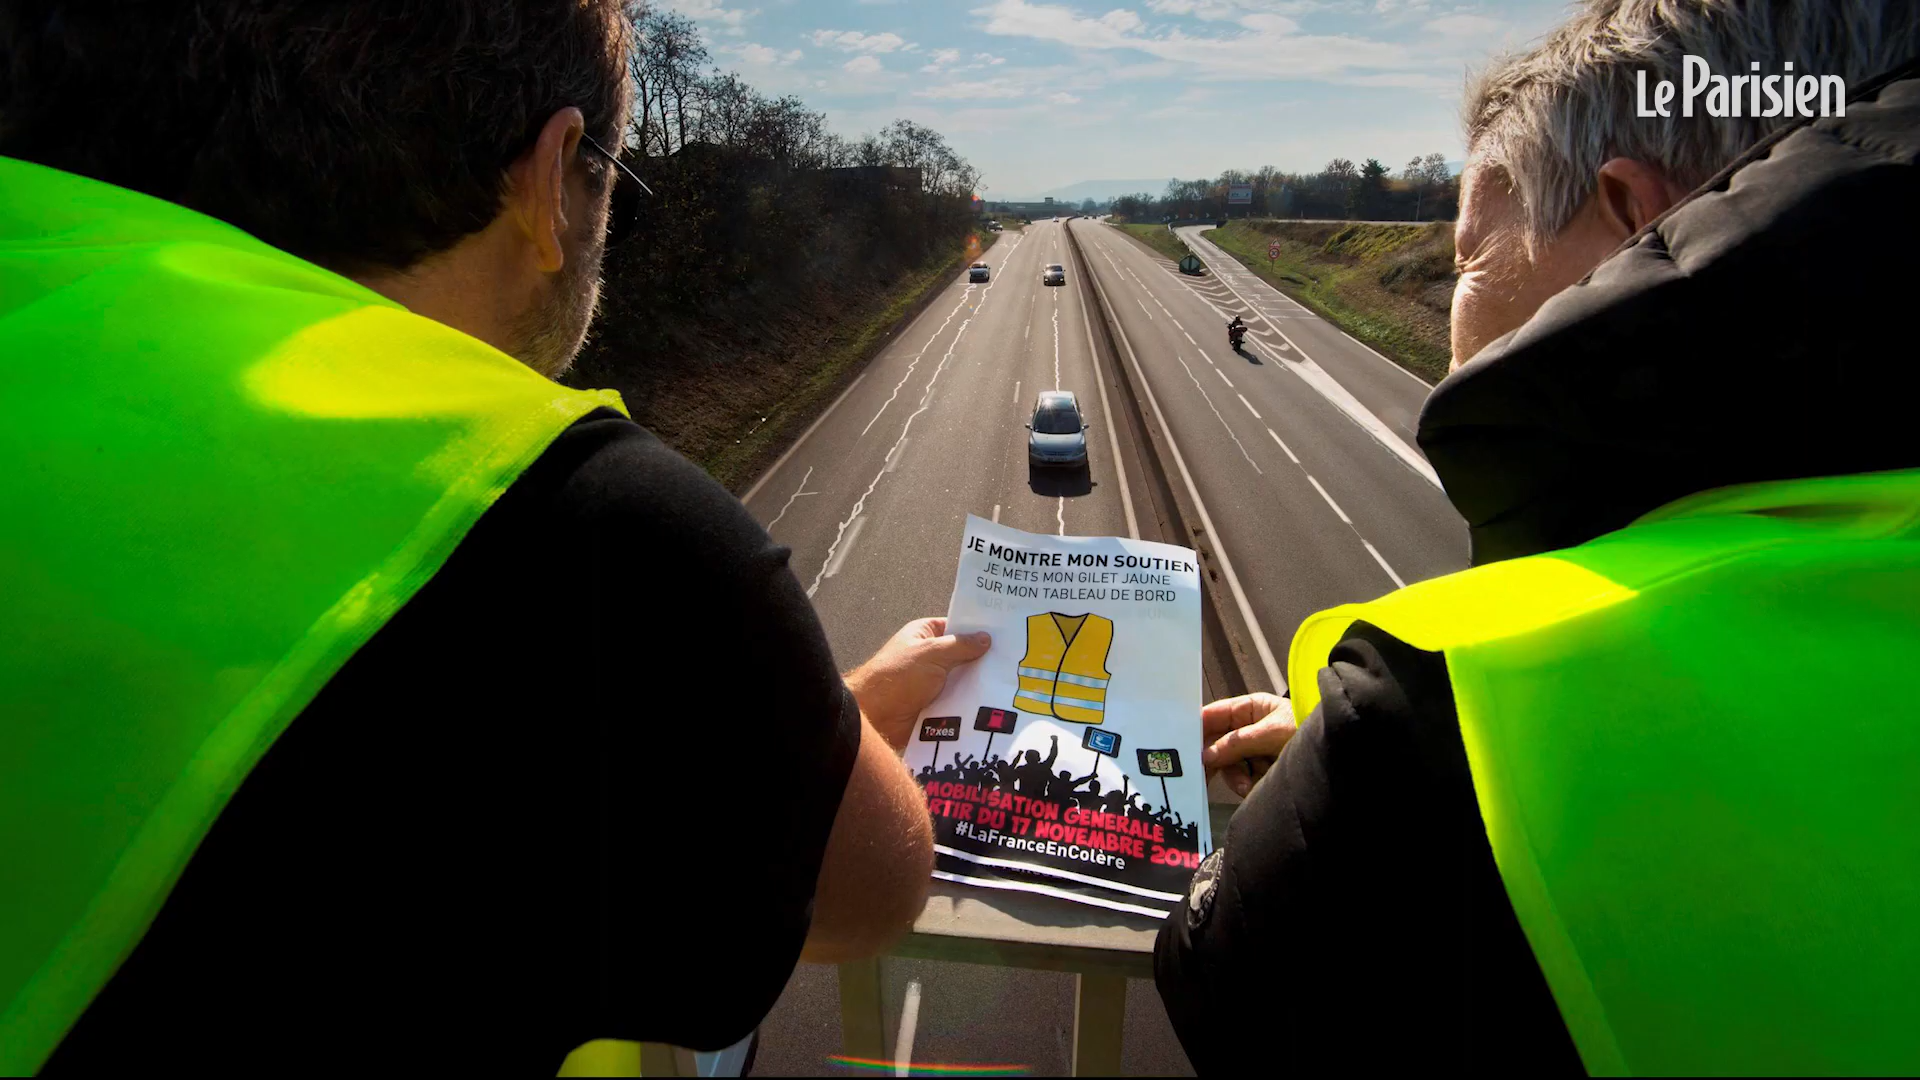 Le Parisien
JE MONTRE MON SOUTIEN
JE METS MON GILET JAUNE
SUR MON TABLEAU DE BORD
Taxes
MOBILISATION GENERALE
RTIR DU 17 NOVEMBRE 2018
#LaFranceEnColère